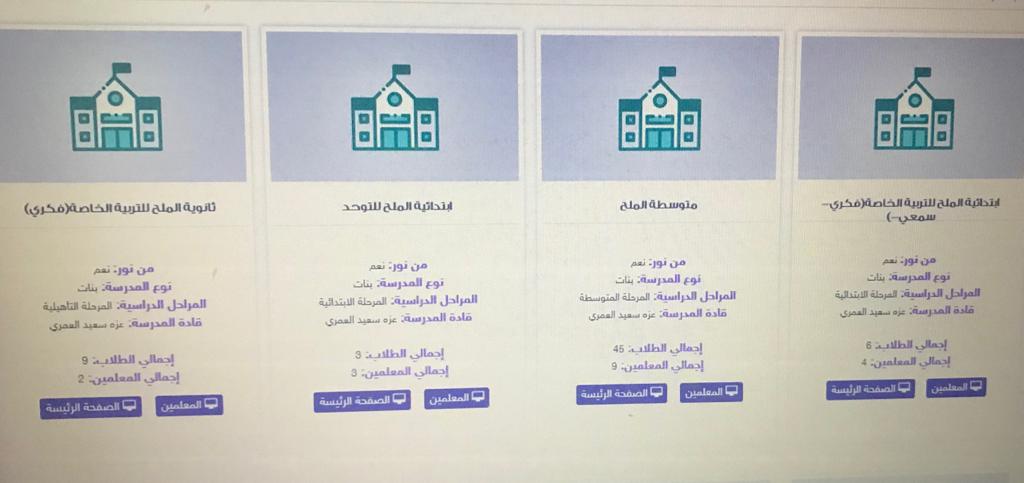 ابتدائية الملح للتربية الخاصة(فكري--
سمعي--)
من نور: نعم
نوع المدرسة: بنات
المراحل الدراسية: المرحلة الابتدائية
قادة المدرسة: عزه سعيد العمري
إجمالي الطلاب: 6
إجمالي المعلمين: 4
المعلمين
الصفحة الرئيسة
متوسطة الملح
من نور: نعم
نوع المدرسة: بنات
المراحل الدراسية: المرحلة المتوسطة
قادة المدرسة: عزه سعيد العمري
إجمالي الطلاب: 45
إجمالي المعلمين: 9
المعلمين
الصفحة الرئيسة
ابتدائية الملح للتوحد
من نور: نعم
نوع المدرسة: بنات
المراحل الدراسية: المرحلة الابتدائية
قادة المدرسة: عزه سعيد العمري
إجمالي الطلاب: 3
إجمالي المعلمين: 3
المعلمين
الصفحة الرئيسة
ثانوية الملح للتربية الخاصة(فكري)
من نور: نعم
نوع المدرسة: بنات
المراحل الدراسية: المرحلة التأهيلية
قادة المدرسة: عزه سعيد العمري
إجمالي الطلاب: 9
إجمالي المعلمين: 2
المعلمين
الصفحة الرئيسة